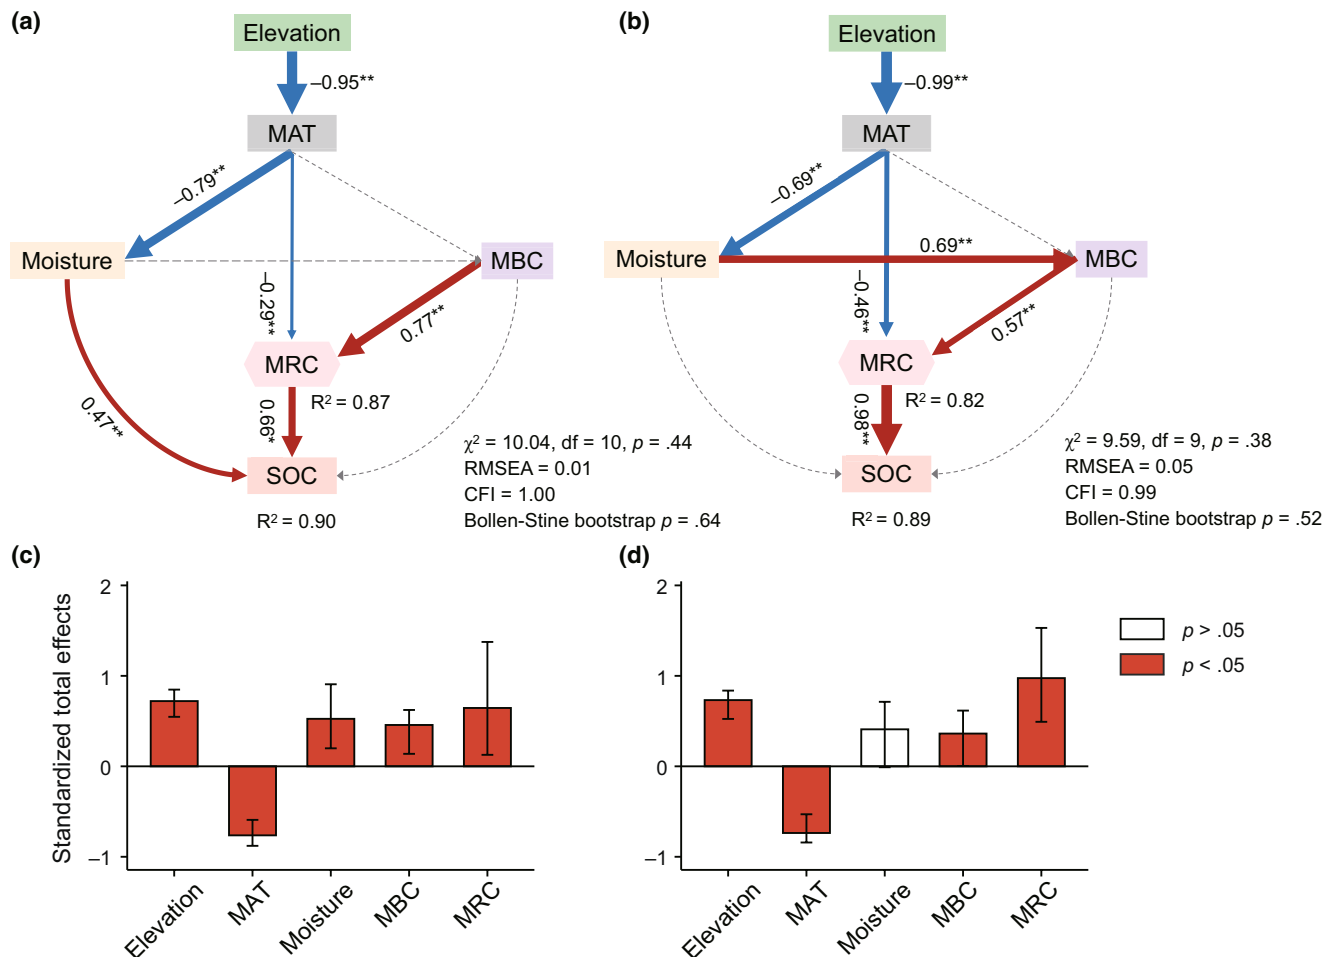 (a)
Elevation
–0.95**
MAT
–0.79**
Moisture
MBC
–0.29**
0.77**
MRC
R² = 0.87
0.47**
0.66*
SOC
R² = 0.90
χ² = 10.04, df = 10, p = .44
RMSEA = 0.01
CFI = 1.00
Bollen-Stine bootstrap p = .64
(b)
Elevation
–0.99**
MAT
–0.69**
Moisture
0.69**
MBC
–0.46**
0.57**
MRC
R² = 0.82
0.98**
SOC
R² = 0.89
χ² = 9.59, df = 9, p = .38
RMSEA = 0.05
CFI = 0.99
Bollen-Stine bootstrap p = .52
(c)
Standardized total effects
2
1
0
–1
Elevation
MAT
Moisture
MBC
MRC
(d)
2
1
0
–1
Elevation
MAT
Moisture
MBC
MRC
p > .05
p < .05